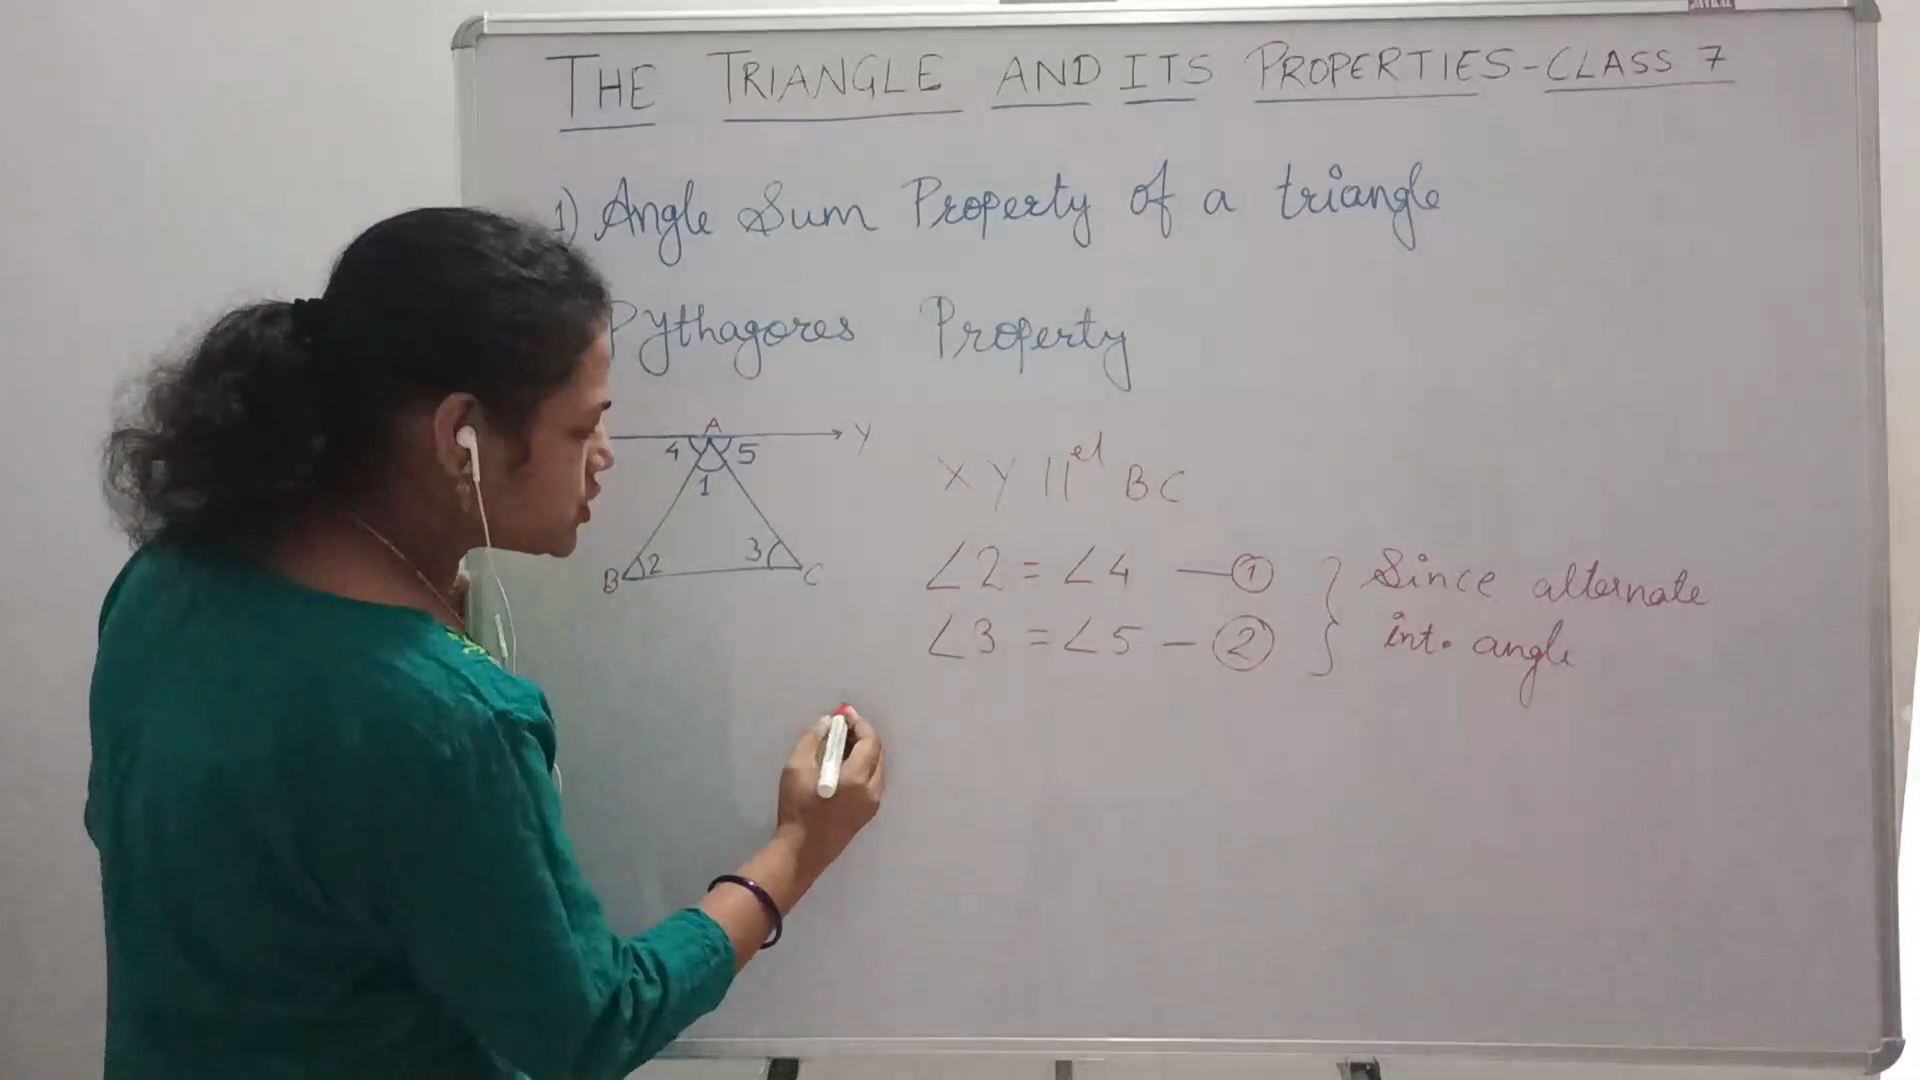 THE TRIANGLE AND ITS PROPERTIES-CLASS 7
1) Angle Sum Property of a triangle
Pythagores Property
A
4 5
Y
1
2 3
B C
XY ||el BC
∠2 = ∠4 —① } Since alternate
∠3 = ∠5 - ② int. angle